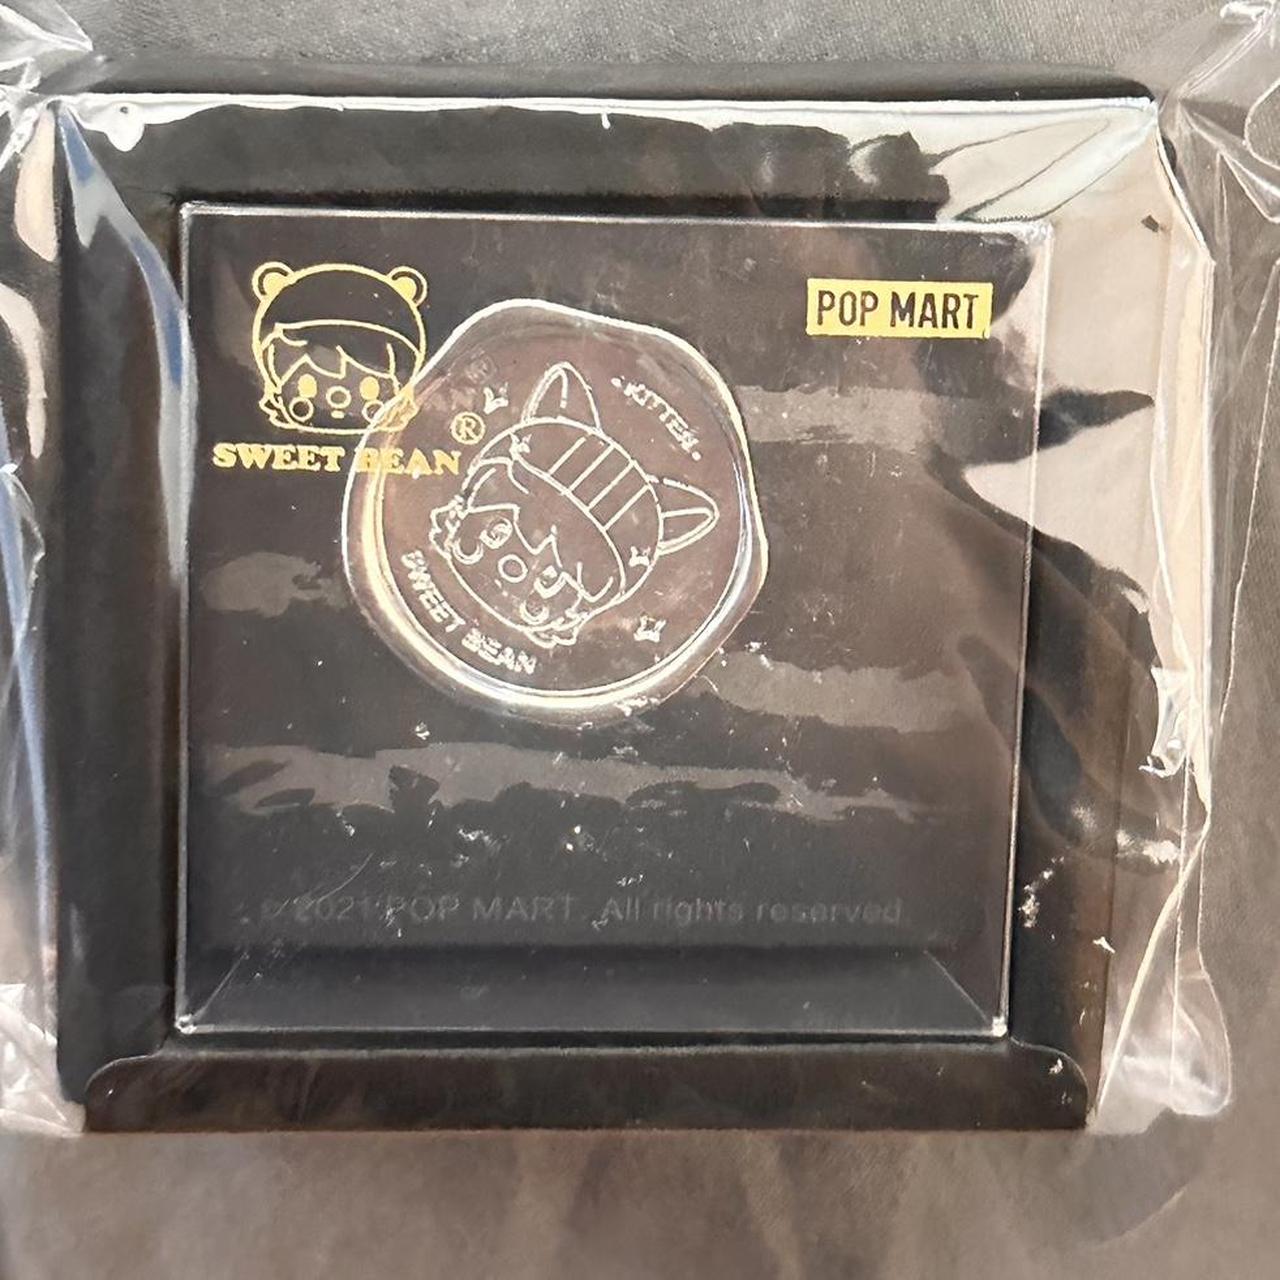 POP MART
SWEET BEAN®
· KITTEN ·
SWEET BEAN
© 2021 POP MART. All rights reserved.